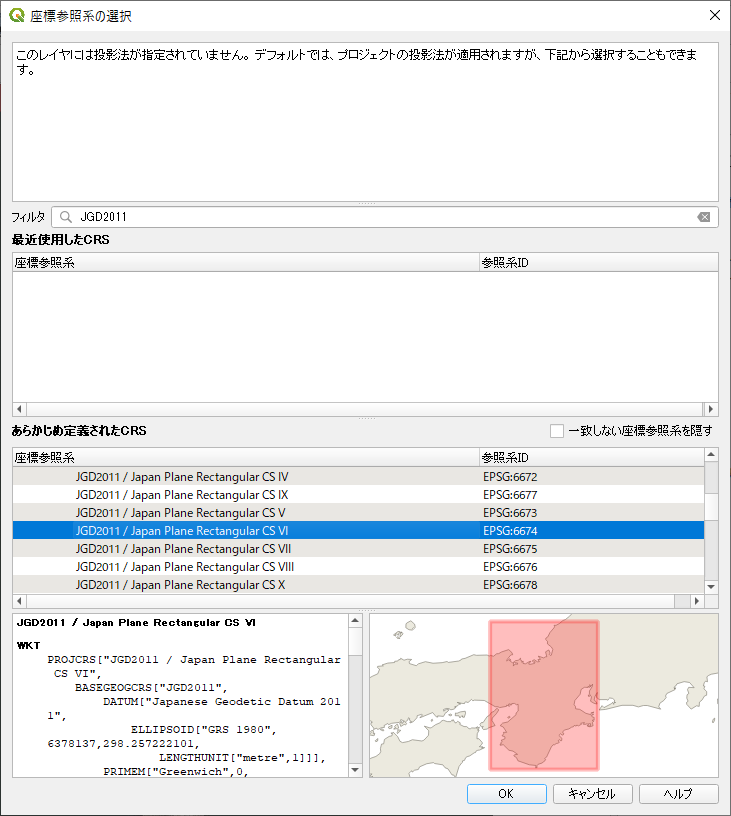 座標参照系の選択
このレイヤには投影法が指定されていません。デフォルトでは、プロジェクトの投影法が適用されますが、下記から選択することもできま
す。
フィルタ JGD2011
最近使用したCRS
座標参照系 参照系ID
あらかじめ定義されたCRS 一致しない座標参照系を隠す
座標参照系 参照系ID
JGD2011 / Japan Plane Rectangular CS IV EPSG:6672
JGD2011 / Japan Plane Rectangular CS IX EPSG:6677
JGD2011 / Japan Plane Rectangular CS V EPSG:6673
JGD2011 / Japan Plane Rectangular CS VI EPSG:6674
JGD2011 / Japan Plane Rectangular CS VII EPSG:6675
JGD2011 / Japan Plane Rectangular CS VIII EPSG:6676
JGD2011 / Japan Plane Rectangular CS X EPSG:6678
JGD2011 / Japan Plane Rectangular CS VI
WKT
PROJCRS["JGD2011 / Japan Plane Rectangular
CS VI",
BASEGEOGCRS["JGD2011",
DATUM["Japanese Geodetic Datum 201
1",
ELLIPSOID["GRS 1980",
6378137,298.257222101,
LENGTHUNIT["metre",1]]],
PRIMEM["Greenwich",0,
OK キャンセル ヘルプ